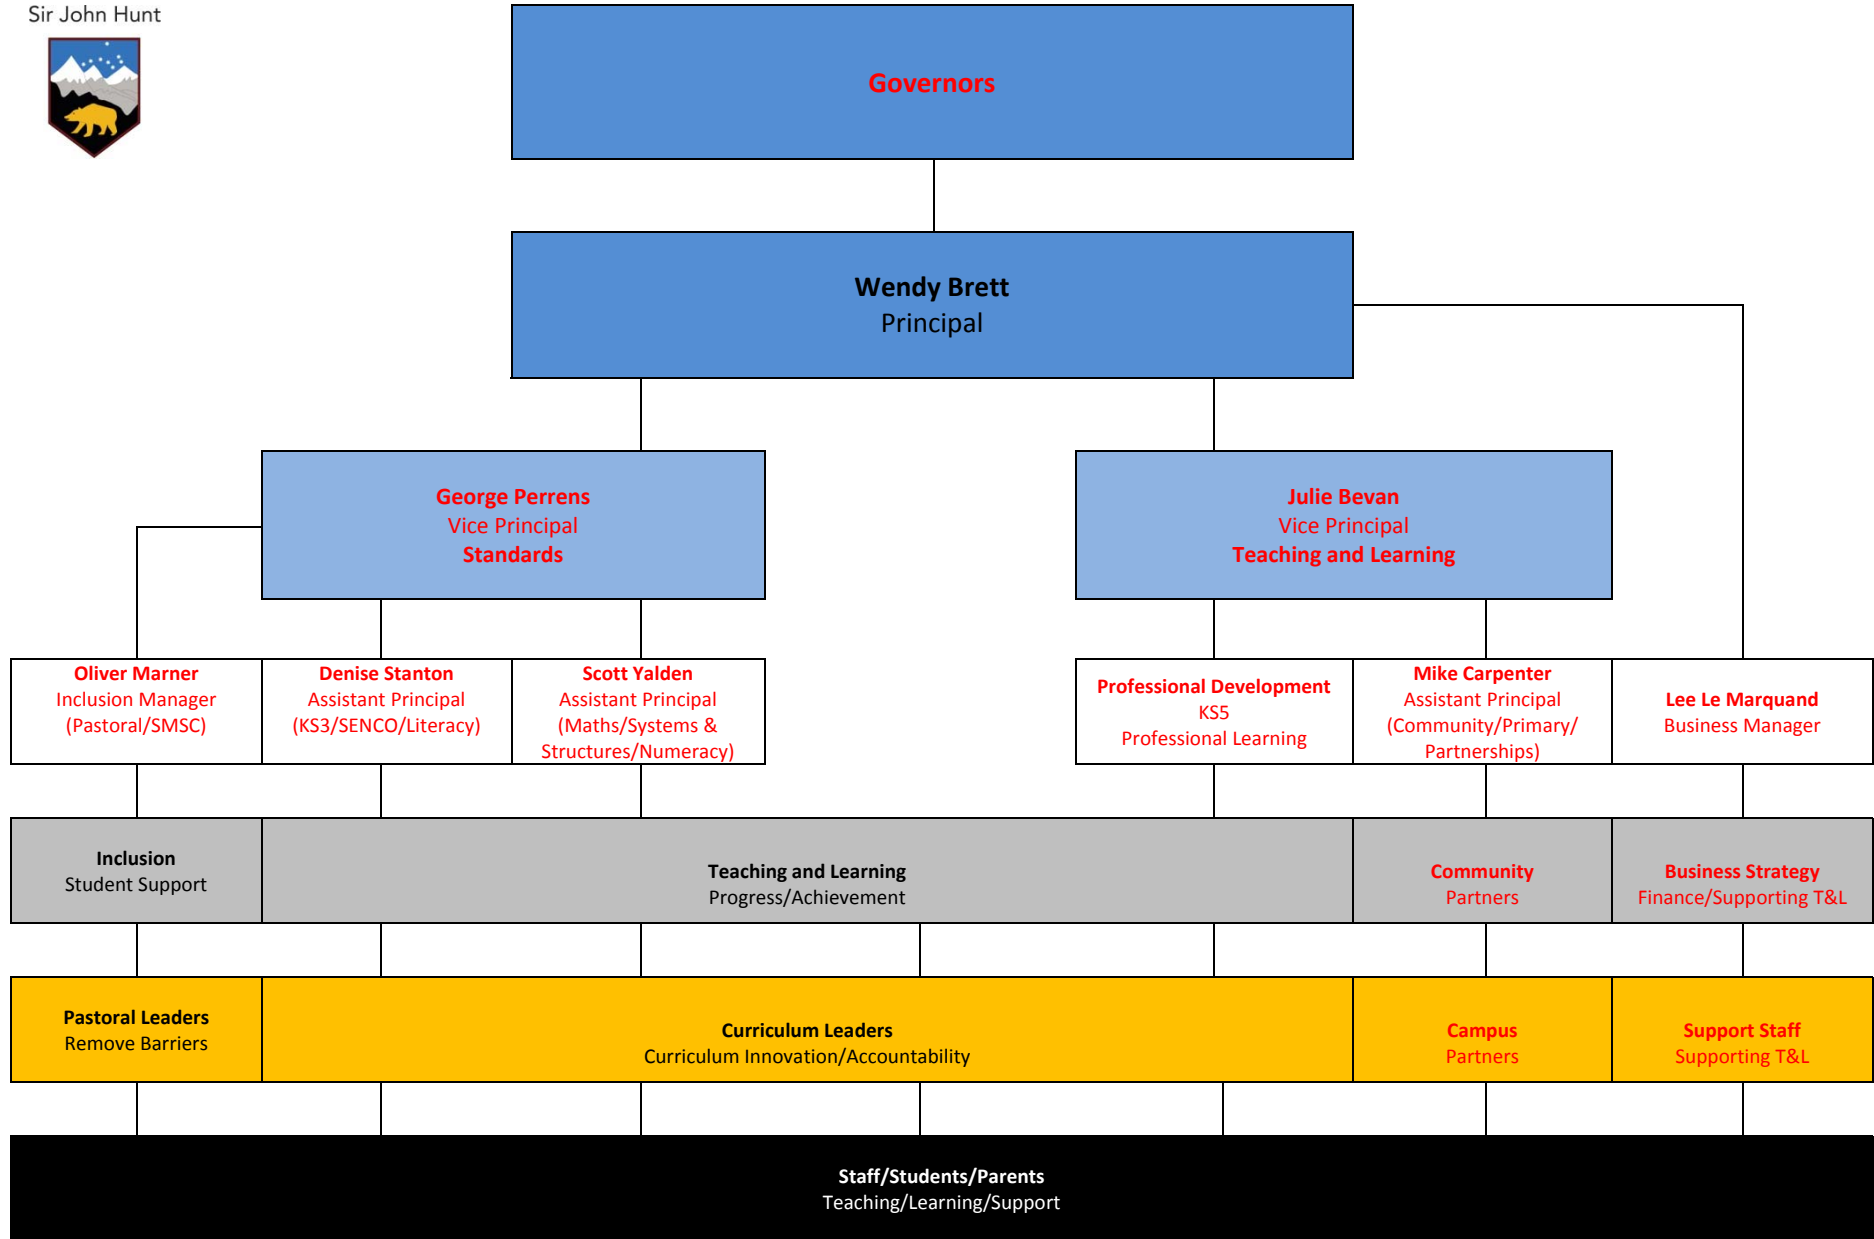 Sir John Hunt
Governors
Wendy Brett
Principal
George Perrens
Vice Principal
Standards
Julie Bevan
Vice Principal
Teaching and Learning
Oliver Marner
Inclusion Manager
(Pastoral/SMSC)
Denise Stanton
Assistant Principal
(KS3/SENCO/Literacy)
Scott Yalden
Assistant Principal
(Maths/Systems &
Structures/Numeracy)
Professional Development
KS5
Professional Learning
Mike Carpenter
Assistant Principal
(Community/Primary/
Partnerships)
Lee Le Marquand
Business Manager
Inclusion
Student Support
Teaching and Learning
Progress/Achievement
Community
Partners
Business Strategy
Finance/Supporting T&L
Pastoral Leaders
Remove Barriers
Curriculum Leaders
Curriculum Innovation/Accountability
Campus
Partners
Support Staff
Supporting T&L
Staff/Students/Parents
Teaching/Learning/Support